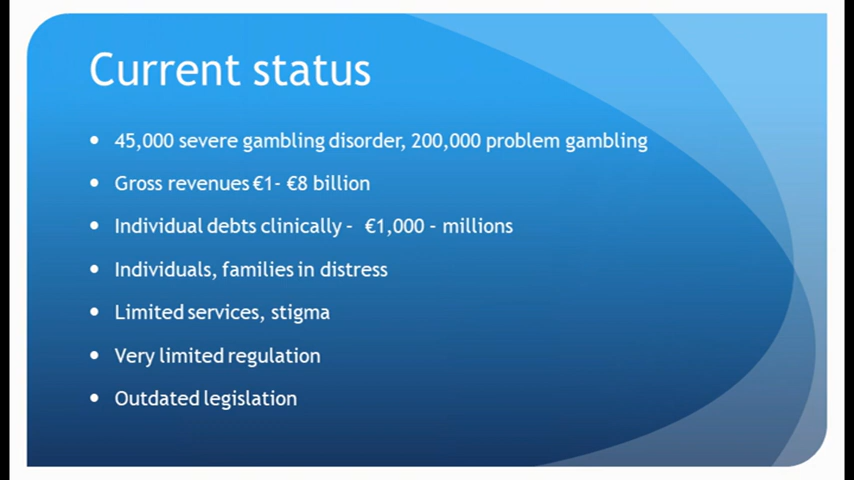 Current status
• 45,000 severe gambling disorder, 200,000 problem gambling
• Gross revenues €1- €8 billion
• Individual debts clinically - €1,000 - millions
• Individuals, families in distress
• Limited services, stigma
• Very limited regulation
• Outdated legislation